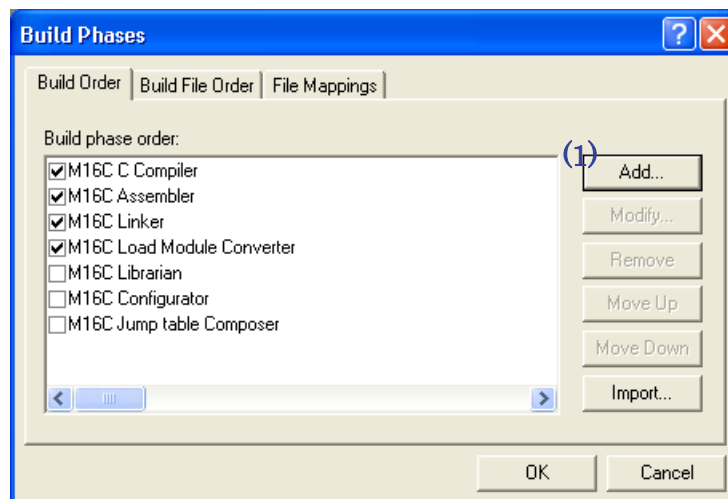 Build Phases
Build Order Build File Order File Mappings
Build phase order:
(1)
M16C C Compiler
M16C Assembler
M16C Linker
M16C Load Module Converter
M16C Librarian
M16C Configurator
M16C Jump table Composer
Add...
Modify...
Remove
Move Up
Move Down
Import...
OK Cancel